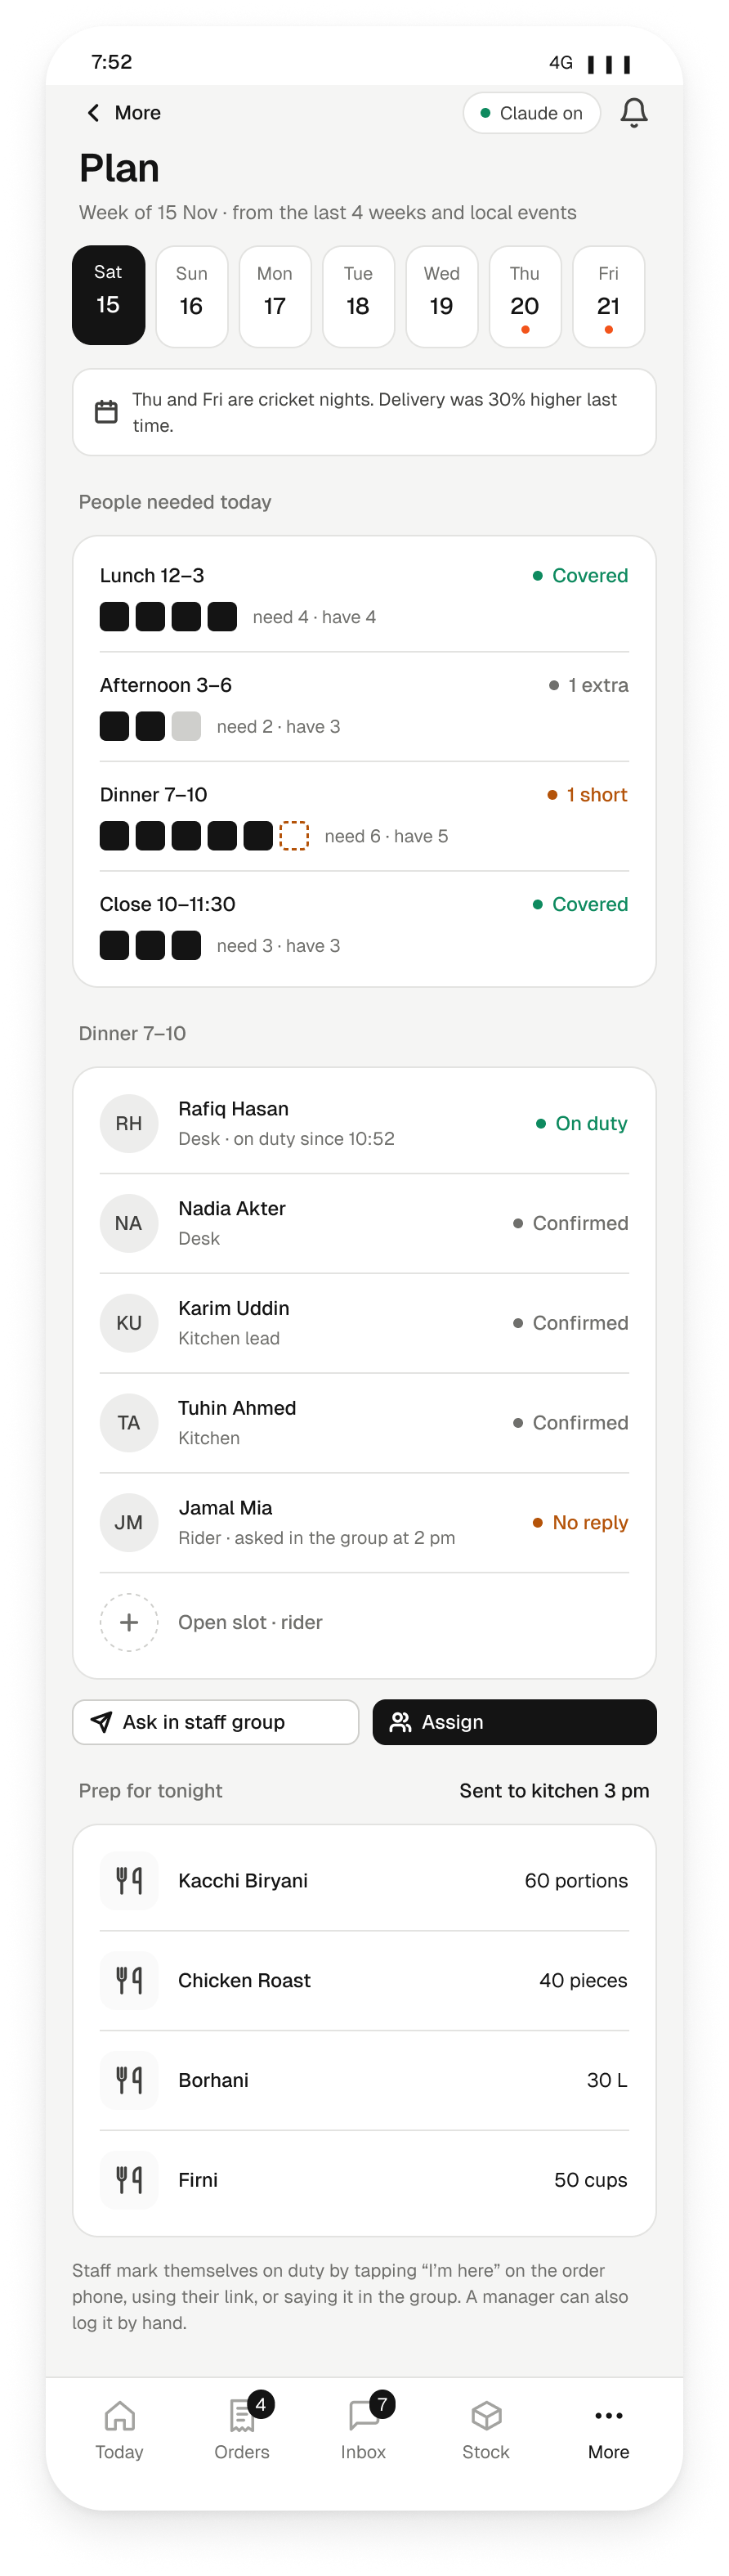 7:52
4G
More
Claude on
Plan
Week of 15 Nov · from the last 4 weeks and local events
Sat
15
Sun
16
Mon
17
Tue
18
Wed
19
Thu
20
Fri
21
Thu and Fri are cricket nights. Delivery was 30% higher last
time.
People needed today
Lunch 12–3
Covered
need 4 · have 4
Afternoon 3–6
1 extra
need 2 · have 3
Dinner 7–10
1 short
need 6 · have 5
Close 10–11:30
Covered
need 3 · have 3
Dinner 7–10
RH
Rafiq Hasan
Desk · on duty since 10:52
On duty
NA
Nadia Akter
Desk
Confirmed
KU
Karim Uddin
Kitchen lead
Confirmed
TA
Tuhin Ahmed
Kitchen
Confirmed
JM
Jamal Mia
Rider · asked in the group at 2 pm
No reply
Open slot · rider
Ask in staff group
Assign
Prep for tonight
Sent to kitchen 3 pm
Kacchi Biryani
60 portions
Chicken Roast
40 pieces
Borhani
30 L
Firni
50 cups
Staff mark themselves on duty by tapping “I’m here” on the order
phone, using their link, or saying it in the group. A manager can also
log it by hand.
Today
4
Orders
7
Inbox
Stock
More